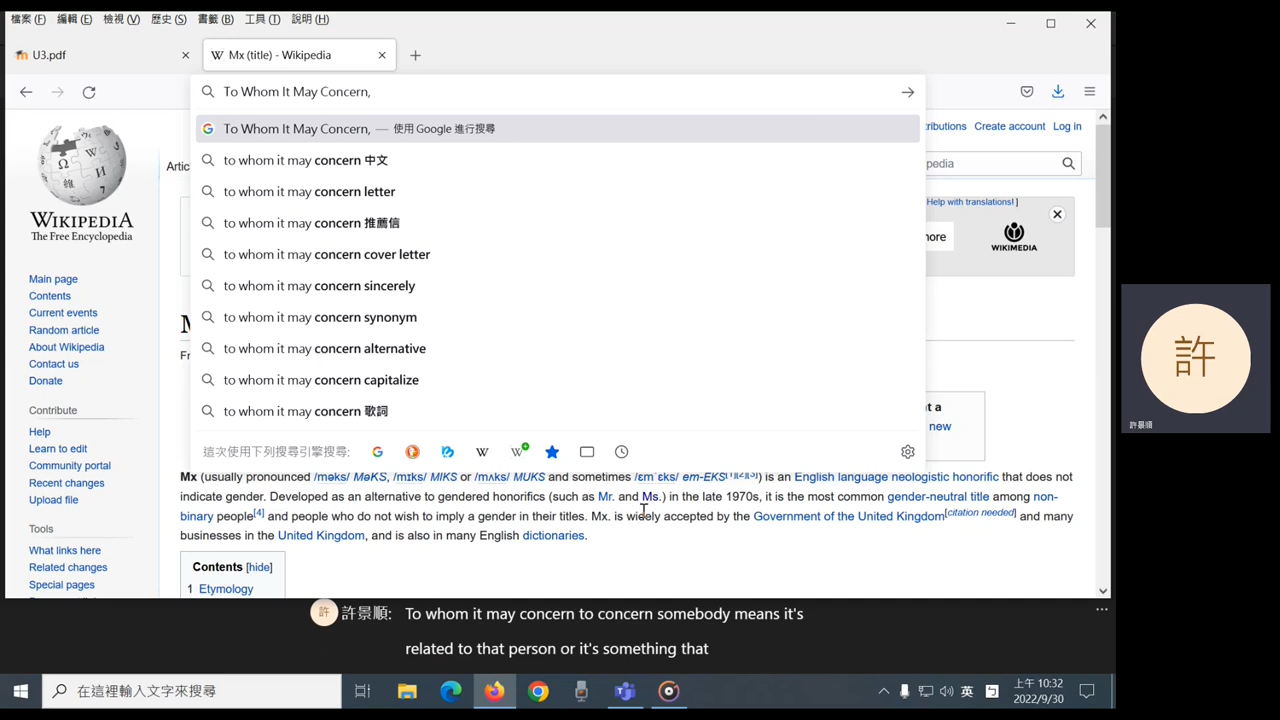 檔案 (F) 編輯 (E) 檢視 (V) 歷史 (S) 書籤 (B) 工具 (T) 說明 (H)
U3.pdf
Mx (title) - Wikipedia
To Whom It May Concern,
To Whom It May Concern, — 使用 Google 進行搜尋
to whom it may concern 中文
to whom it may concern letter
to whom it may concern 推薦信
to whom it may concern cover letter
to whom it may concern sincerely
to whom it may concern synonym
to whom it may concern alternative
to whom it may concern capitalize
to whom it may concern 歌詞
這次使用下列搜尋引擎搜尋:
tributions Create account Log in
Artic
pedia
Help with translations! ]
more
WIKIMEDIA
M
Fr
t a
new
WIKIPEDIA
The Free Encyclopedia
Main page
Contents
Current events
Random article
About Wikipedia
Contact us
Donate
Contribute
Help
Learn to edit
Community portal
Recent changes
Upload file
Tools
What links here
Related changes
Special pages
Mx (usually pronounced /məks/ MəKS, /mɪks/ MIKS or /mʌks/ MUKS and sometimes /ɛmˈɛks/ em-EKS[1][2][3]) is an English language neologistic honorific that does not
indicate gender. Developed as an alternative to gendered honorifics (such as Mr. and Ms.) in the late 1970s, it is the most common gender-neutral title among non-
binary people[4] and people who do not wish to imply a gender in their titles. Mx. is widely accepted by the Government of the United Kingdom[citation needed] and many
businesses in the United Kingdom, and is also in many English dictionaries.
Contents [hide]
1 Etymology
許
許景順
許 許景順: To whom it may concern to concern somebody means it's
related to that person or it's something that
在這裡輸入文字來搜尋
英
上午 10:32
2022/9/30